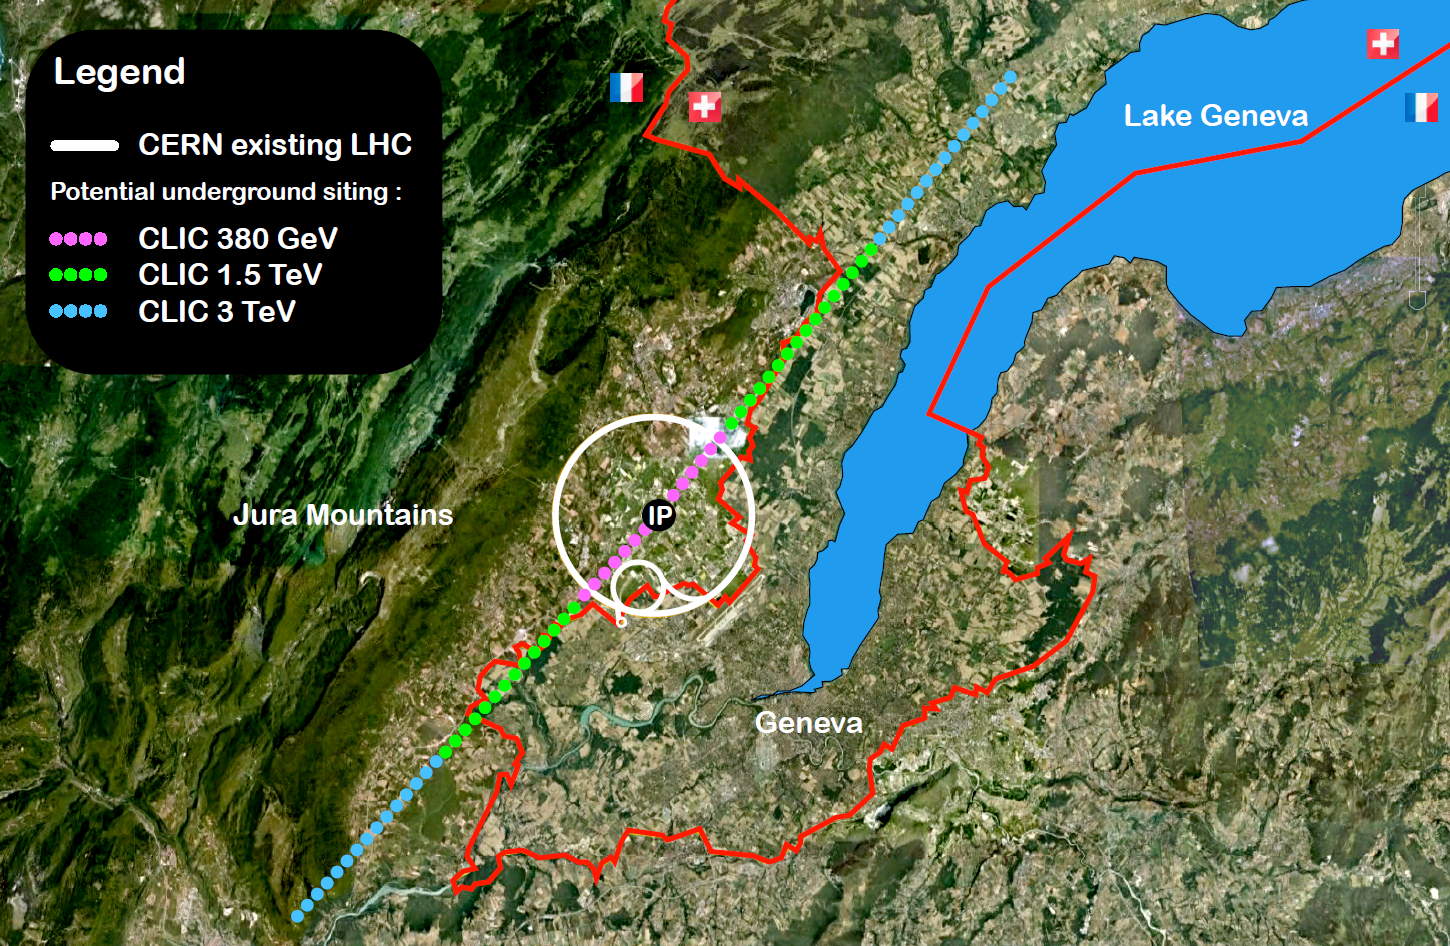 Legend
CERN existing LHC
Potential underground siting :
CLIC 380 GeV
CLIC 1.5 TeV
CLIC 3 TeV
Lake Geneva
Jura Mountains
IP
Geneva